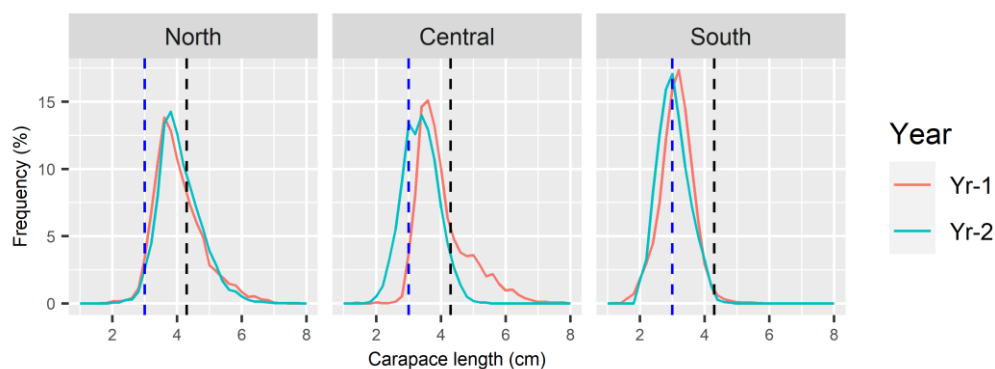 North Central South
Frequency (%)
15
10
5
0
2 4 6 8 2 4 6 8 2 4 6 8
Carapace length (cm)
Year
Yr-1
Yr-2